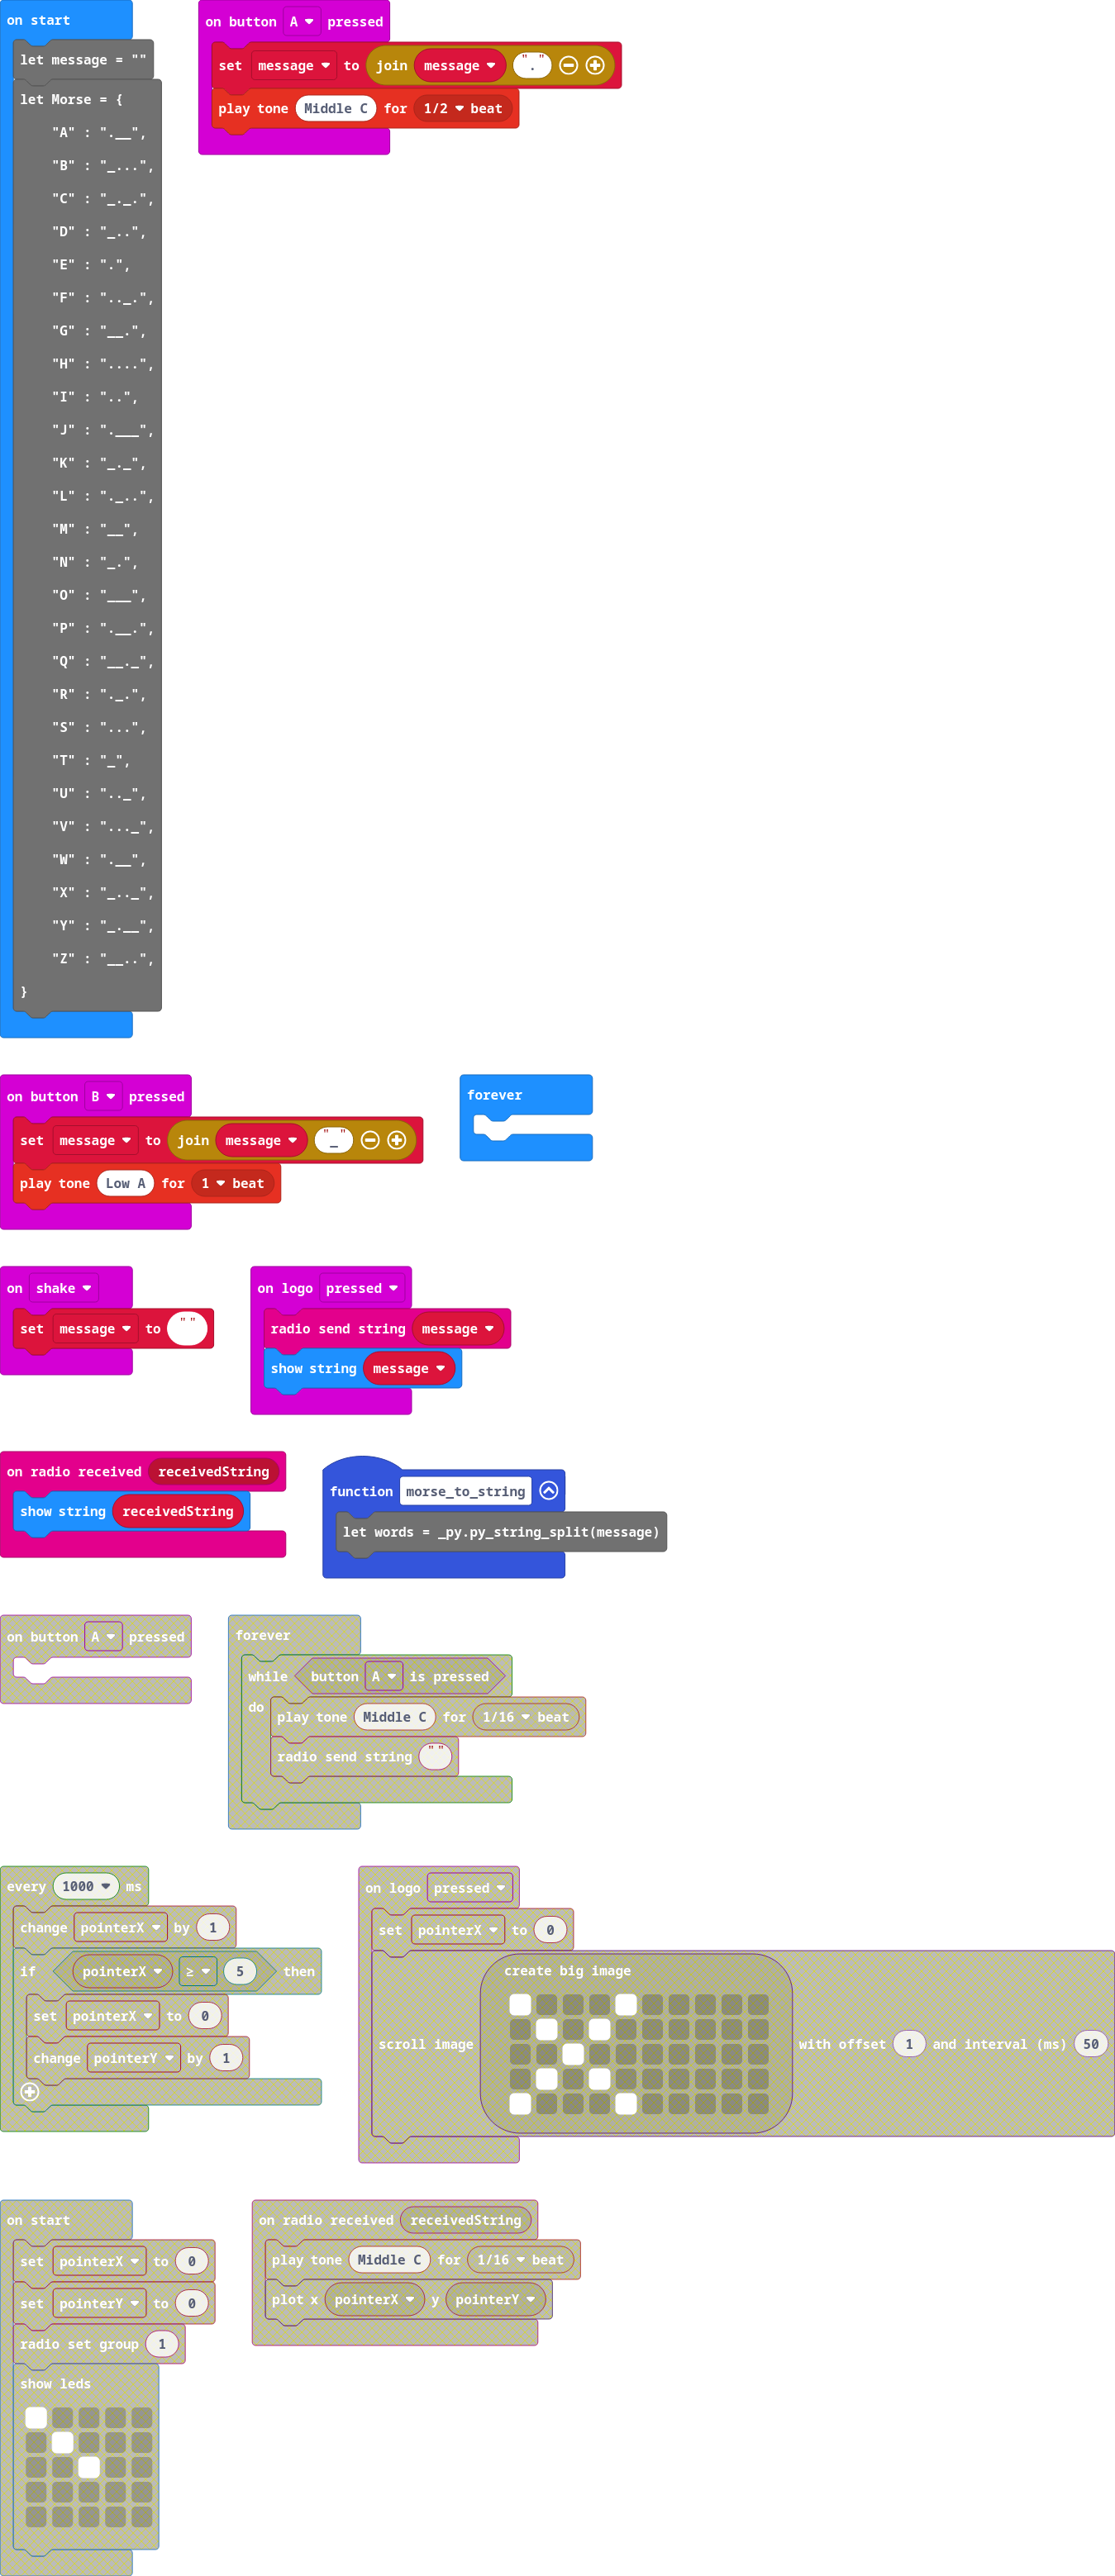 on start
let message = ""
let Morse = {
"A" : ".__",
"B" : "_...",
"C" : "_._.",
"D" : "_..",
"E" : ".",
"F" : ".._.",
"G" : "__.",
"H" : "....",
"I" : "..",
"J" : ".___",
"K" : "_._",
"L" : "._..",
"M" : "__",
"N" : "_.",
"O" : "___",
"P" : ".__.",
"Q" : "__._",
"R" : "._.",
"S" : "...",
"T" : "_",
"U" : ".._",
"V" : "..._",
"W" : ".__",
"X" : "_.._",
"Y" : "_.__",
"Z" : "__..",
}
on button A pressed
set message to join message "."
play tone Middle C for 1/2 beat
on button B pressed
set message to join message "_"
play tone Low A for 1 beat
forever
on shake
set message to ""
on logo pressed
radio send string message
show string message
on radio received receivedString
show string receivedString
function morse_to_string
let words = _py.py_string_split(message)
on button A pressed
forever
while button A is pressed
do
play tone Middle C for 1/16 beat
radio send string ""
every 1000 ms
change pointerX by 1
if pointerX ≥ 5 then
set pointerX to 0
change pointerY by 1
on logo pressed
set pointerX to 0
create big image
scroll image with offset 1 and interval (ms) 50
on start
set pointerX to 0
set pointerY to 0
radio set group 1
show leds
on radio received receivedString
play tone Middle C for 1/16 beat
plot x pointerX y pointerY